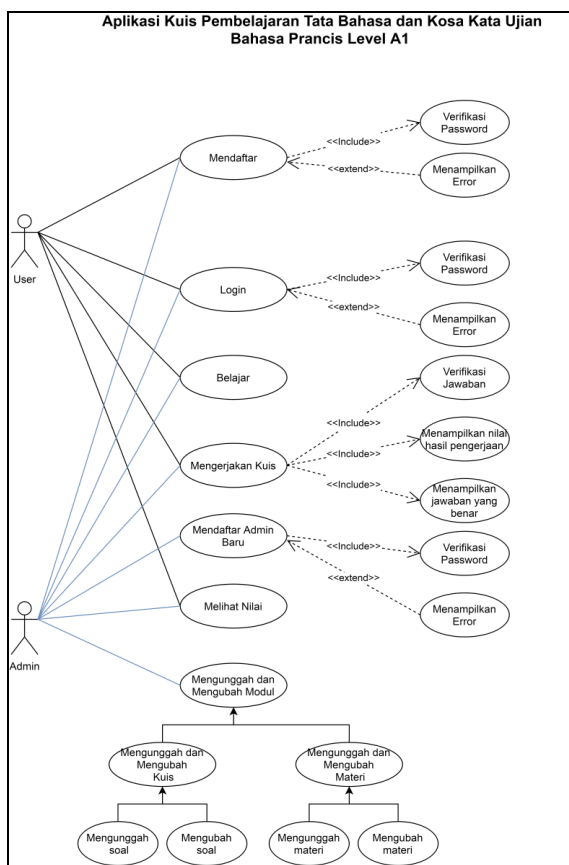 Aplikasi Kuis Pembelajaran Tata Bahasa dan Kosa Kata Ujian
Bahasa Prancis Level A1
Verifikasi
Password
<<Include>>
Mendaftar
<<extend>>
Menampilkan
Error
User
Verifikasi
Password
<<Include>>
Login
<<extend>>
Menampilkan
Error
Verifikasi
Jawaban
Belajar
<<Include>>
Menampilkan nilai
hasil pengerjaan
<<Include>>
Mengerjakan Kuis
<<Include>>
Menampilkan
jawaban yang
benar
Mendaftar Admin
Baru
<<Include>>
Verifikasi
Password
<<extend>>
Menampilkan
Error
Melihat Nilai
Admin
Mengunggah dan
Mengubah Modul
Mengunggah dan
Mengubah
Kuis
Mengunggah dan
Mengubah
Materi
Mengunggah
soal
Mengubah
soal
Mengunggah
materi
Mengubah
materi